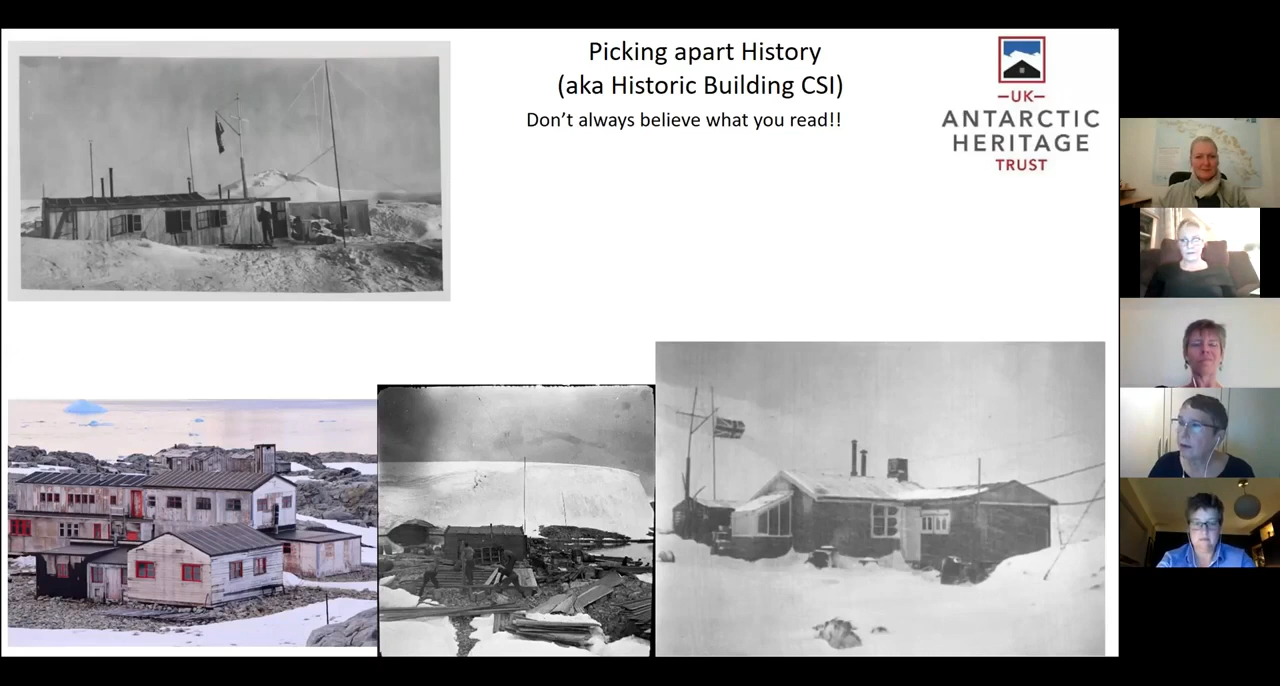 Picking apart History
(aka Historic Building CSI)
Don’t always believe what you read!!
UK
ANTARCTIC
HERITAGE
TRUST